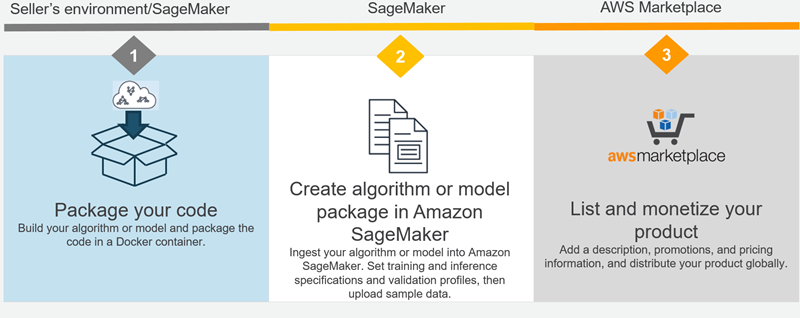 Seller's environment/SageMaker
SageMaker
AWS Marketplace
1
2
3
Package your code
Build your algorithm or model and package the
code in a Docker container.
Create algorithm or model
package in Amazon
SageMaker
Ingest your algorithm or model into Amazon
SageMaker. Set training and inference
specifications and validation profiles, then
upload sample data.
awsmarketplace
List and monetize your
product
Add a description, promotions, and pricing
information, and distribute your product globally.